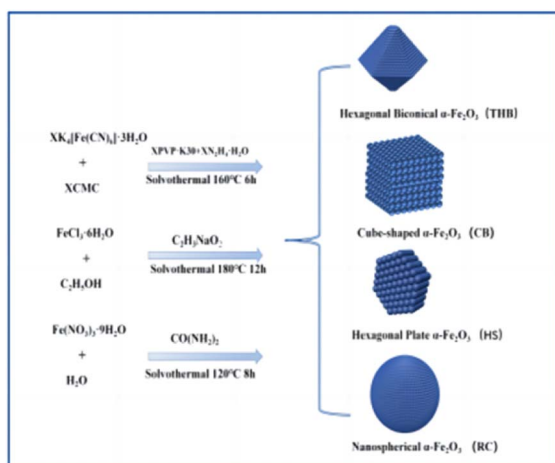 XK₄[Fe(CN)₆]·3H₂O
+
XCMC
XPVP-K30+XN₂H₄·H₂O
Solvothermal 160℃ 6h
FeCl₃·6H₂O
+
C₂H₅OH
C₂H₃NaO₂
Solvothermal 180℃ 12h
Fe(NO₃)₃·9H₂O
+
H₂O
CO(NH₂)₂
Solvothermal 120℃ 8h
Hexagonal Biconical α-Fe₂O₃（THB）
Cube-shaped α-Fe₂O₃（CB）
Hexagonal Plate α-Fe₂O₃（HS）
Nanospherical α-Fe₂O₃（RC）